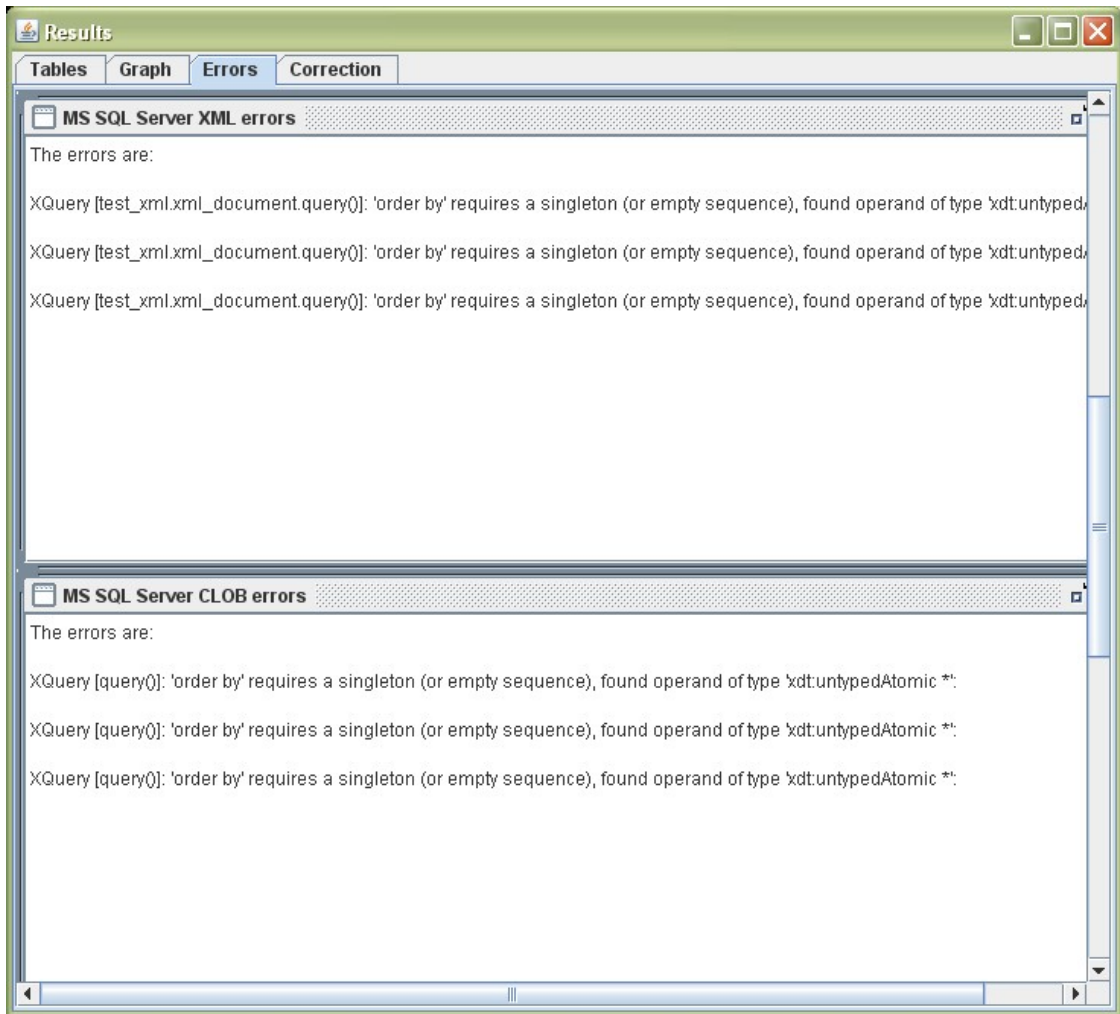 Results
Tables Graph Errors Correction
MS SQL Server XML errors
The errors are:
XQuery [test_xml.xml_document.query()]: 'order by' requires a singleton (or empty sequence), found operand of type 'xdt:untyped
XQuery [test_xml.xml_document.query()]: 'order by' requires a singleton (or empty sequence), found operand of type 'xdt:untyped
XQuery [test_xml.xml_document.query()]: 'order by' requires a singleton (or empty sequence), found operand of type 'xdt:untyped
MS SQL Server CLOB errors
The errors are:
XQuery [query()]: 'order by' requires a singleton (or empty sequence), found operand of type 'xdt:untypedAtomic *':
XQuery [query()]: 'order by' requires a singleton (or empty sequence), found operand of type 'xdt:untypedAtomic *':
XQuery [query()]: 'order by' requires a singleton (or empty sequence), found operand of type 'xdt:untypedAtomic *':